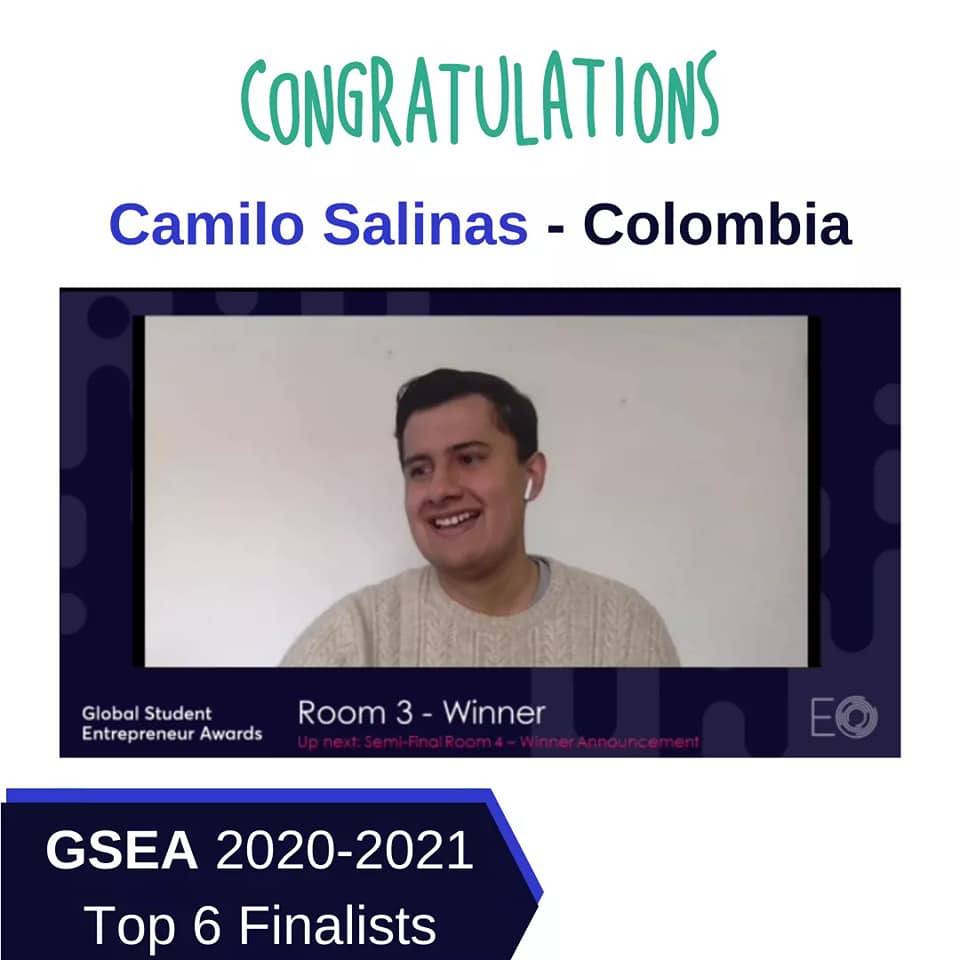 CONGRATULATIONS
Camilo Salinas - Colombia
Global Student
Entrepreneur Awards
Room 3 - Winner
Up next: Semi-Final Room 4 – Winner Announcement
EO
GSEA 2020-2021
Top 6 Finalists